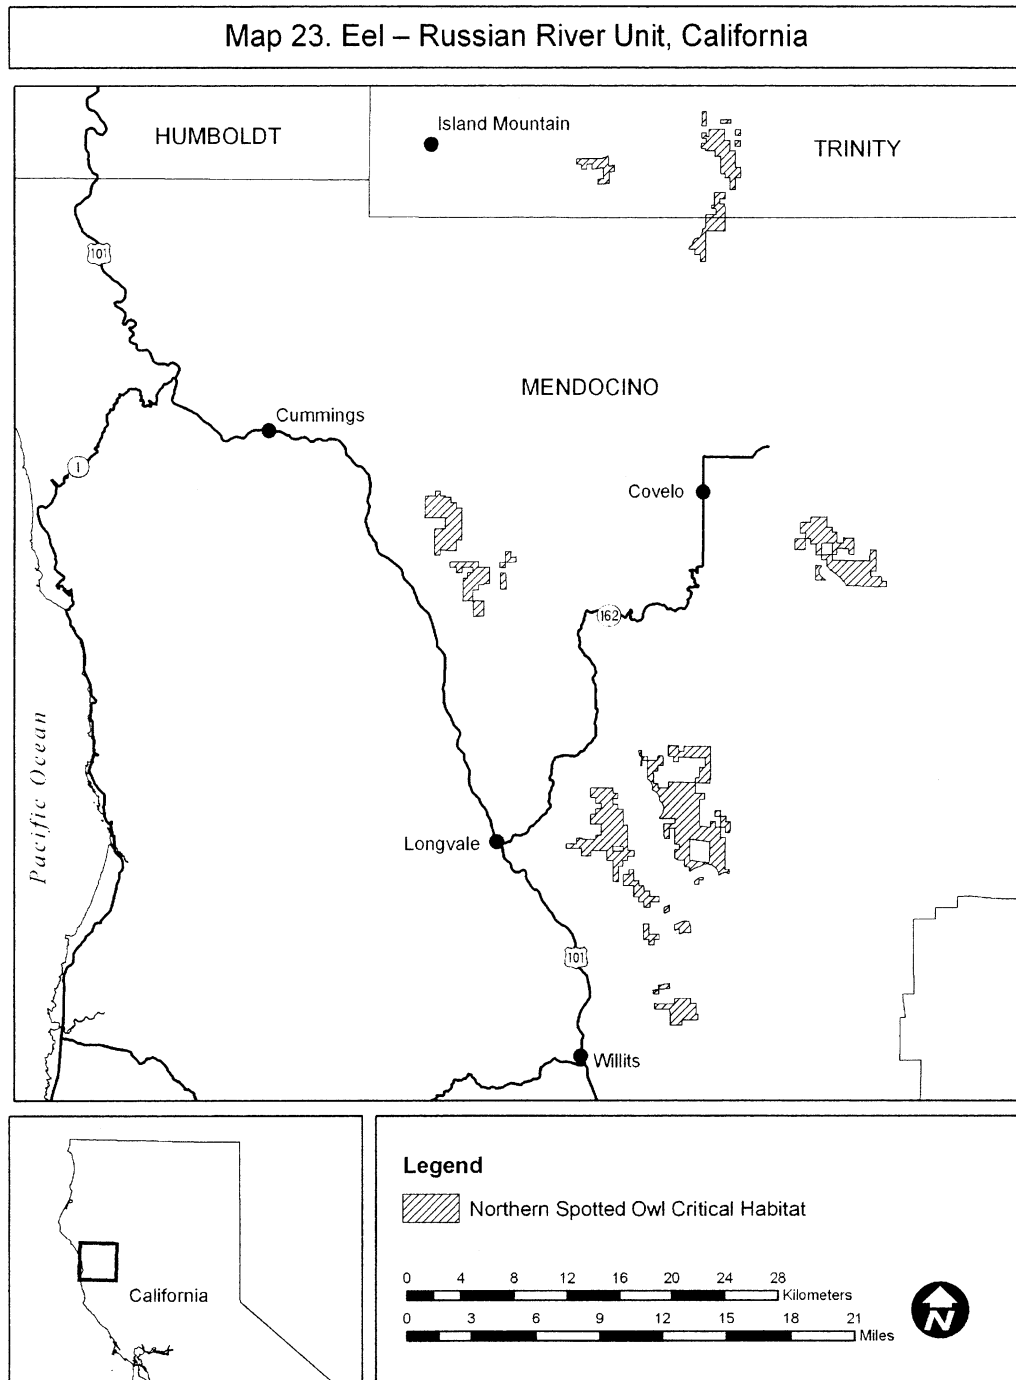 Map 23. Eel – Russian River Unit, California
HUMBOLDT
Island Mountain
TRINITY
101
MENDOCINO
Cummings
1
Covelo
162
Pacific Ocean
Longvale
101
Willits
California
Legend
Northern Spotted Owl Critical Habitat
0 4 8 12 16 20 24 28
Kilometers
0 3 6 9 12 15 18 21
Miles
N